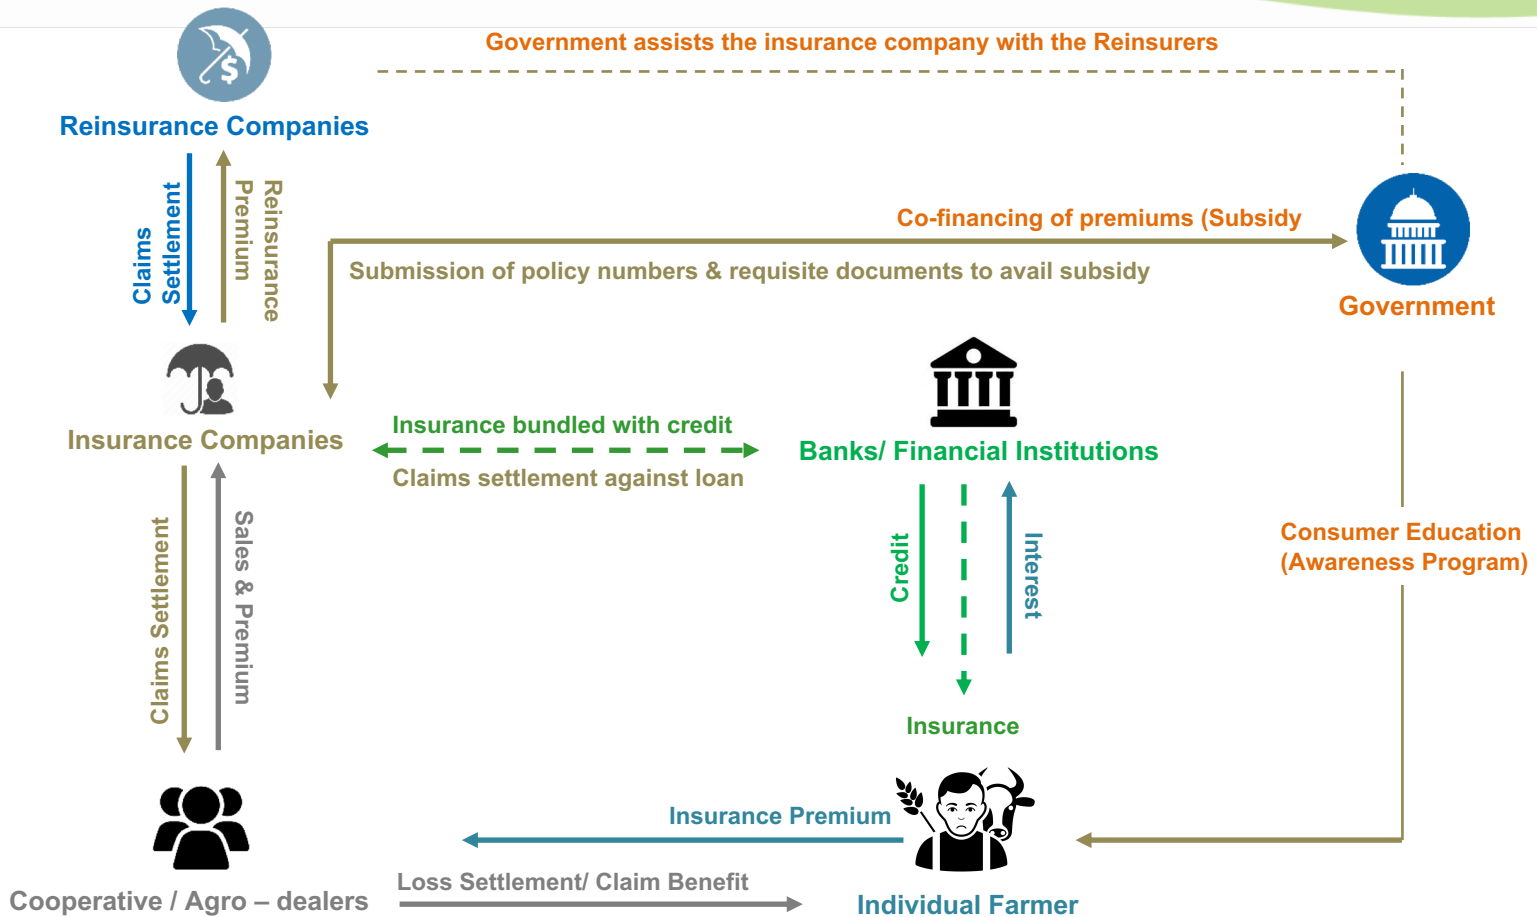 Government assists the insurance company with the Reinsurers
Reinsurance Companies
Claims
Settlement
Reinsurance
Premium
Co-financing of premiums (Subsidy
Submission of policy numbers & requisite documents to avail subsidy
Government
Insurance Companies
Insurance bundled with credit
Claims settlement against loan
Banks/ Financial Institutions
Claims Settlement
Sales & Premium
Credit
Interest
Consumer Education
(Awareness Program)
Insurance
Insurance Premium
Loss Settlement/ Claim Benefit
Cooperative / Agro – dealers
Individual Farmer
$